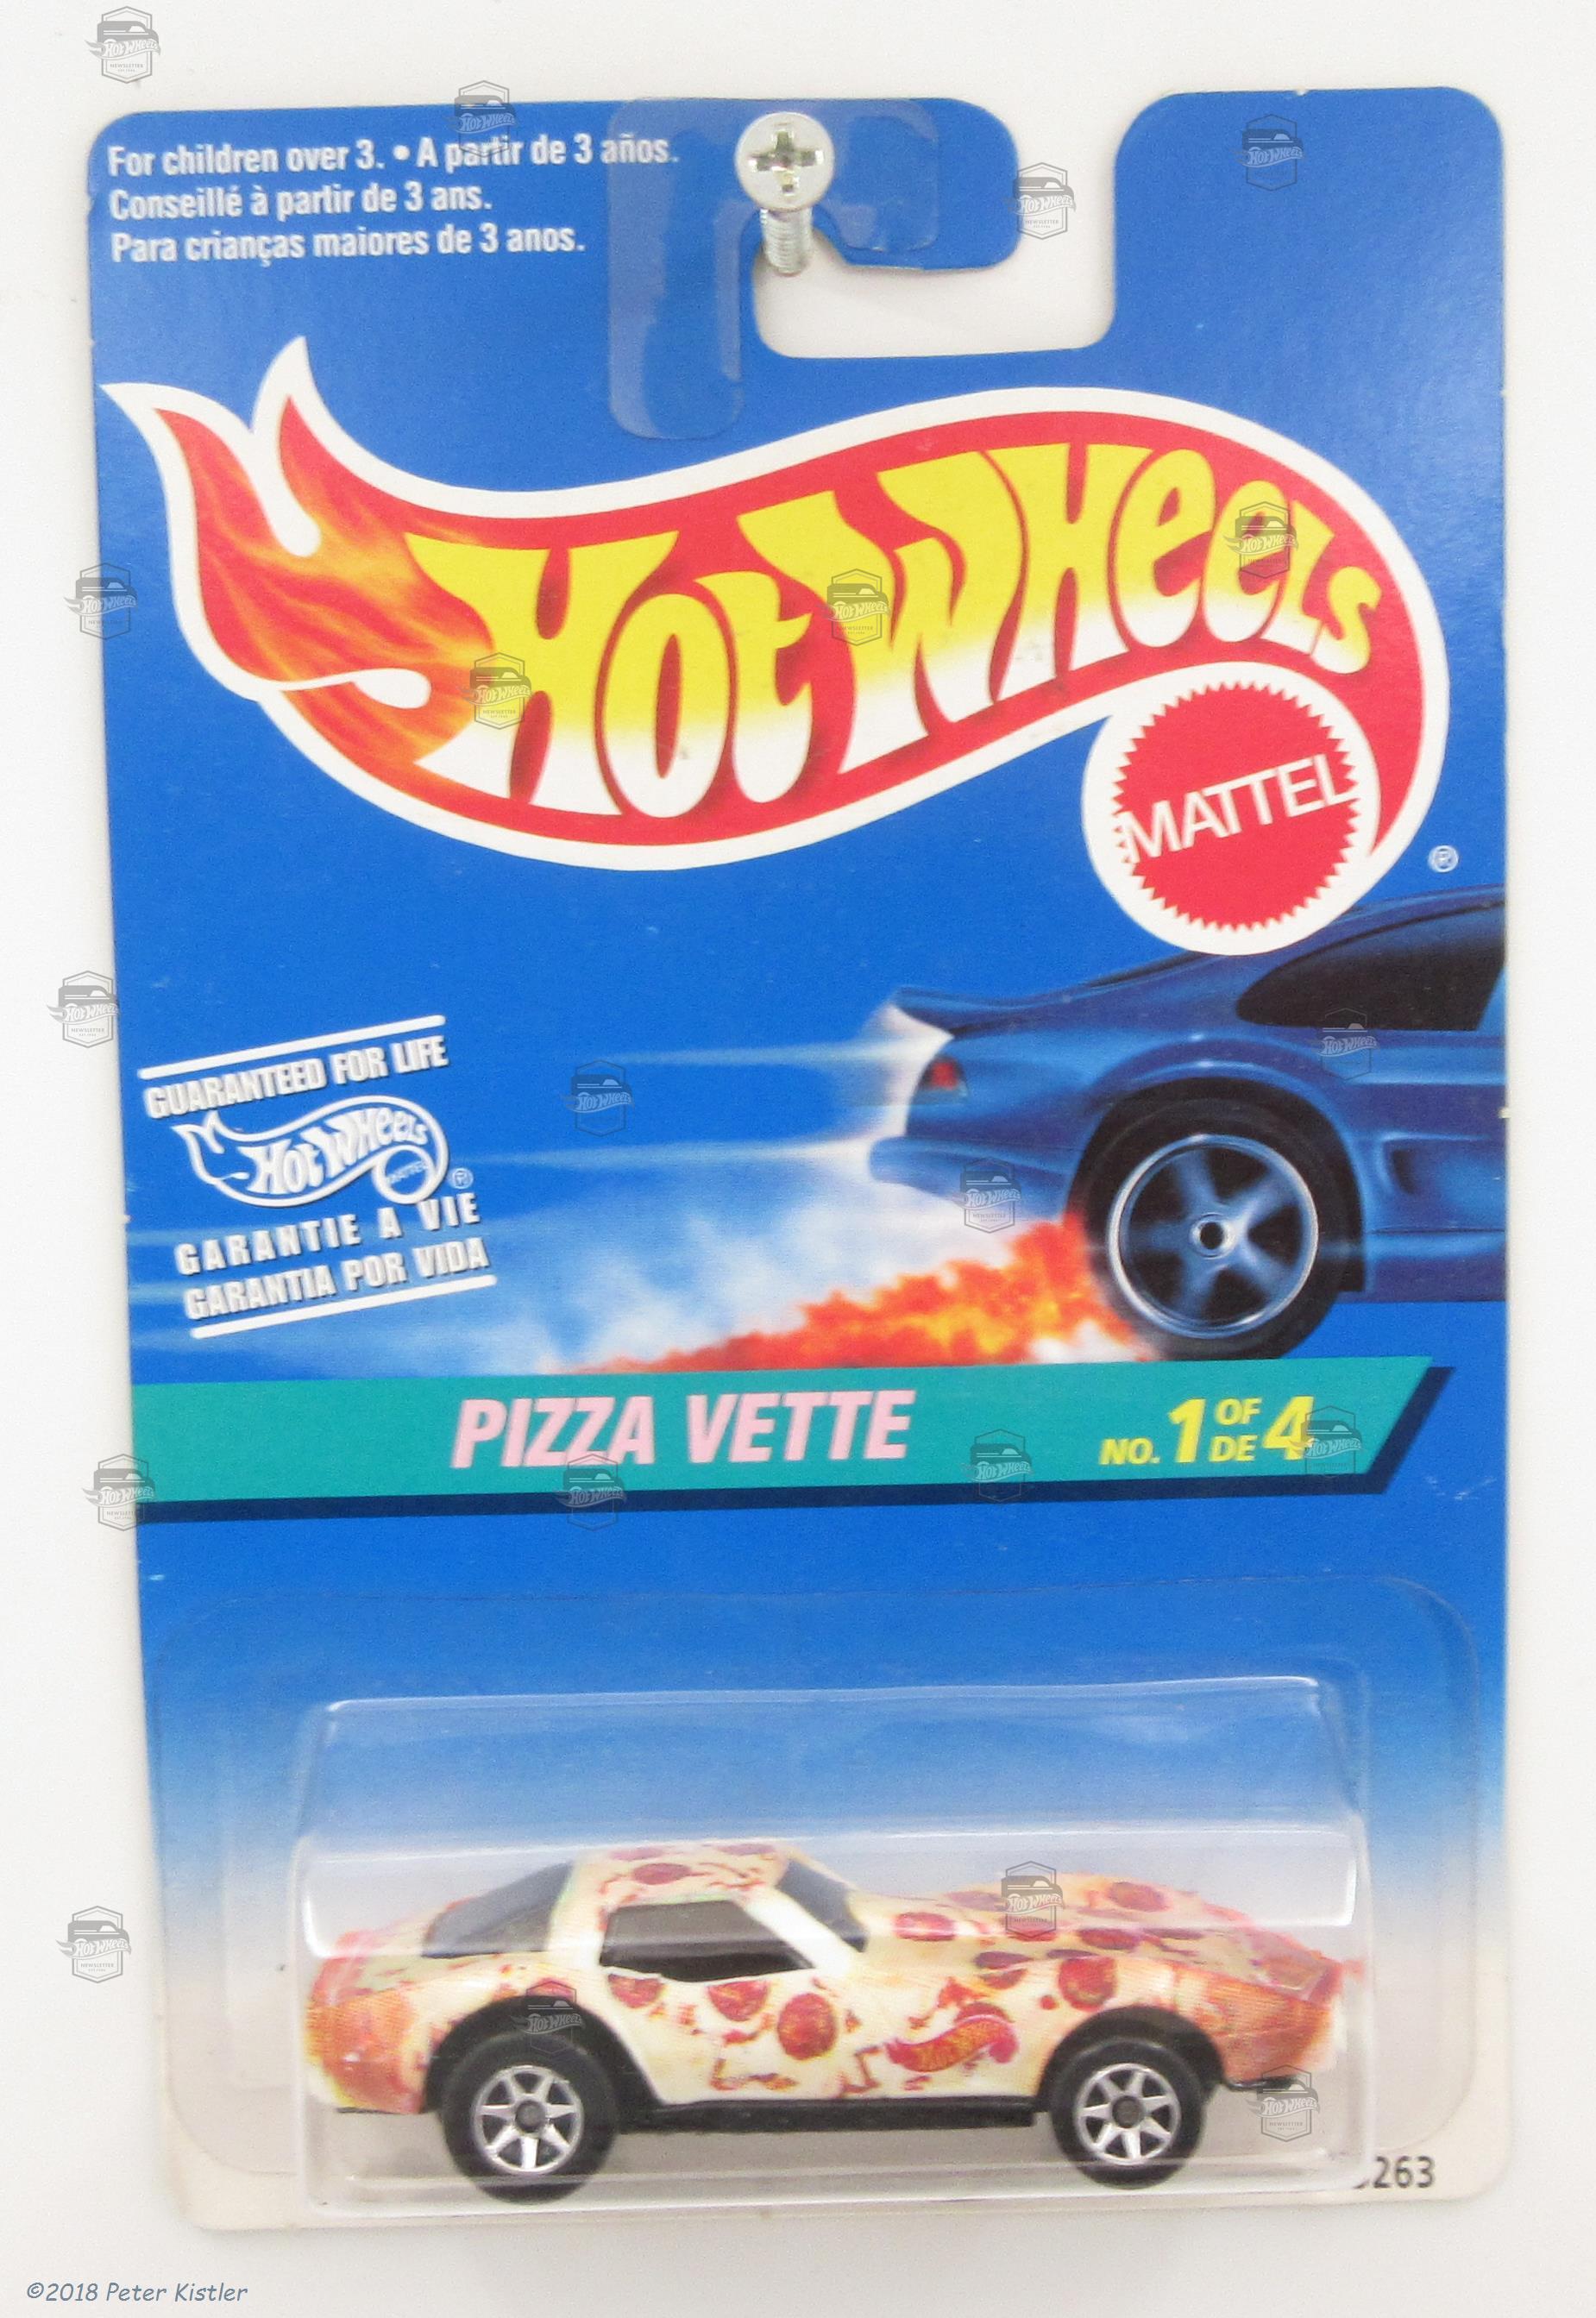 For children over 3. • A partir de 3 años.
Conseillé à partir de 3 ans.
Para crianças maiores de 3 anos.
HOT WHEELS
MATTEL
®
GUARANTEED FOR LIFE
HOT WHEELS
MATTEL
®
GARANTIE A VIE
GARANTIA POR VIDA
PIZZA VETTE
NO. 1 OF DE 4
263
©2018 Peter Kistler